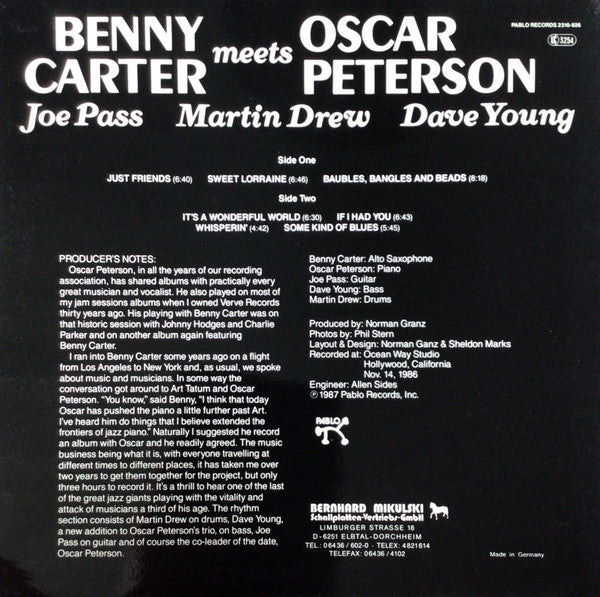 BENNY meets OSCAR
CARTER PETERSON
Joe Pass Martin Drew Dave Young
PABLO RECORDS 2310-926
LC 3254
Side One
JUST FRIENDS (6:40) SWEET LORRAINE (6:46) BAUBLES, BANGLES AND BEADS (8:18)
Side Two
IT'S A WONDERFUL WORLD (6:30) IF I HAD YOU (6:43)
WHISPERIN' (4:42) SOME KIND OF BLUES (5:45)
PRODUCER'S NOTES:
Oscar Peterson, in all the years of our recording
association, has shared albums with practically every
great musician and vocalist. He also played on most of
my jam sessions albums when I owned Verve Records
thirty years ago. His playing with Benny Carter was on
that historic session with Johnny Hodges and Charlie
Parker and on another album again featuring
Benny Carter.
I ran into Benny Carter some years ago on a flight
from Los Angeles to New York and, as usual, we spoke
about music and musicians. In some way the
conversation got around to Art Tatum and Oscar
Peterson. "You know," said Benny, "I think that today
Oscar has pushed the piano a little further past Art.
I've heard him do things that I believe extended the
frontiers of jazz piano." Naturally I suggested he record
an album with Oscar and he readily agreed. The music
business being what it is, with everyone travelling at
different times to different places, it has taken me over
two years to get them together for the project, but only
three hours to record it. It's a thrill to hear one of the last
of the great jazz giants playing with the vitality and
attack of musicians a third of his age. The rhythm
section consists of Martin Drew on drums, Dave Young,
a new addition to Oscar Peterson's trio, on bass, Joe
Pass on guitar and of course the co-leader of the date,
Oscar Peterson.
Benny Carter: Alto Saxophone
Oscar Peterson: Piano
Joe Pass: Guitar
Dave Young: Bass
Martin Drew: Drums
Produced by: Norman Granz
Photos by: Phil Stern
Layout & Design: Norman Ganz & Sheldon Marks
Recorded at: Ocean Way Studio
Hollywood, California
Nov. 14, 1986
Engineer: Allen Sides
℗ 1987 Pablo Records, Inc.
PABLO
BERNHARD MIKULSKI
Schallplatten-Vertriebs-GmbH
LIMBURGER STRASSE 18
D-6251 ELBTAL-DORCHHEIM
TEL.: 06436 / 602-0 · TELEX: 4821614
TELEFAX: 06436 / 4102
Made in Germany